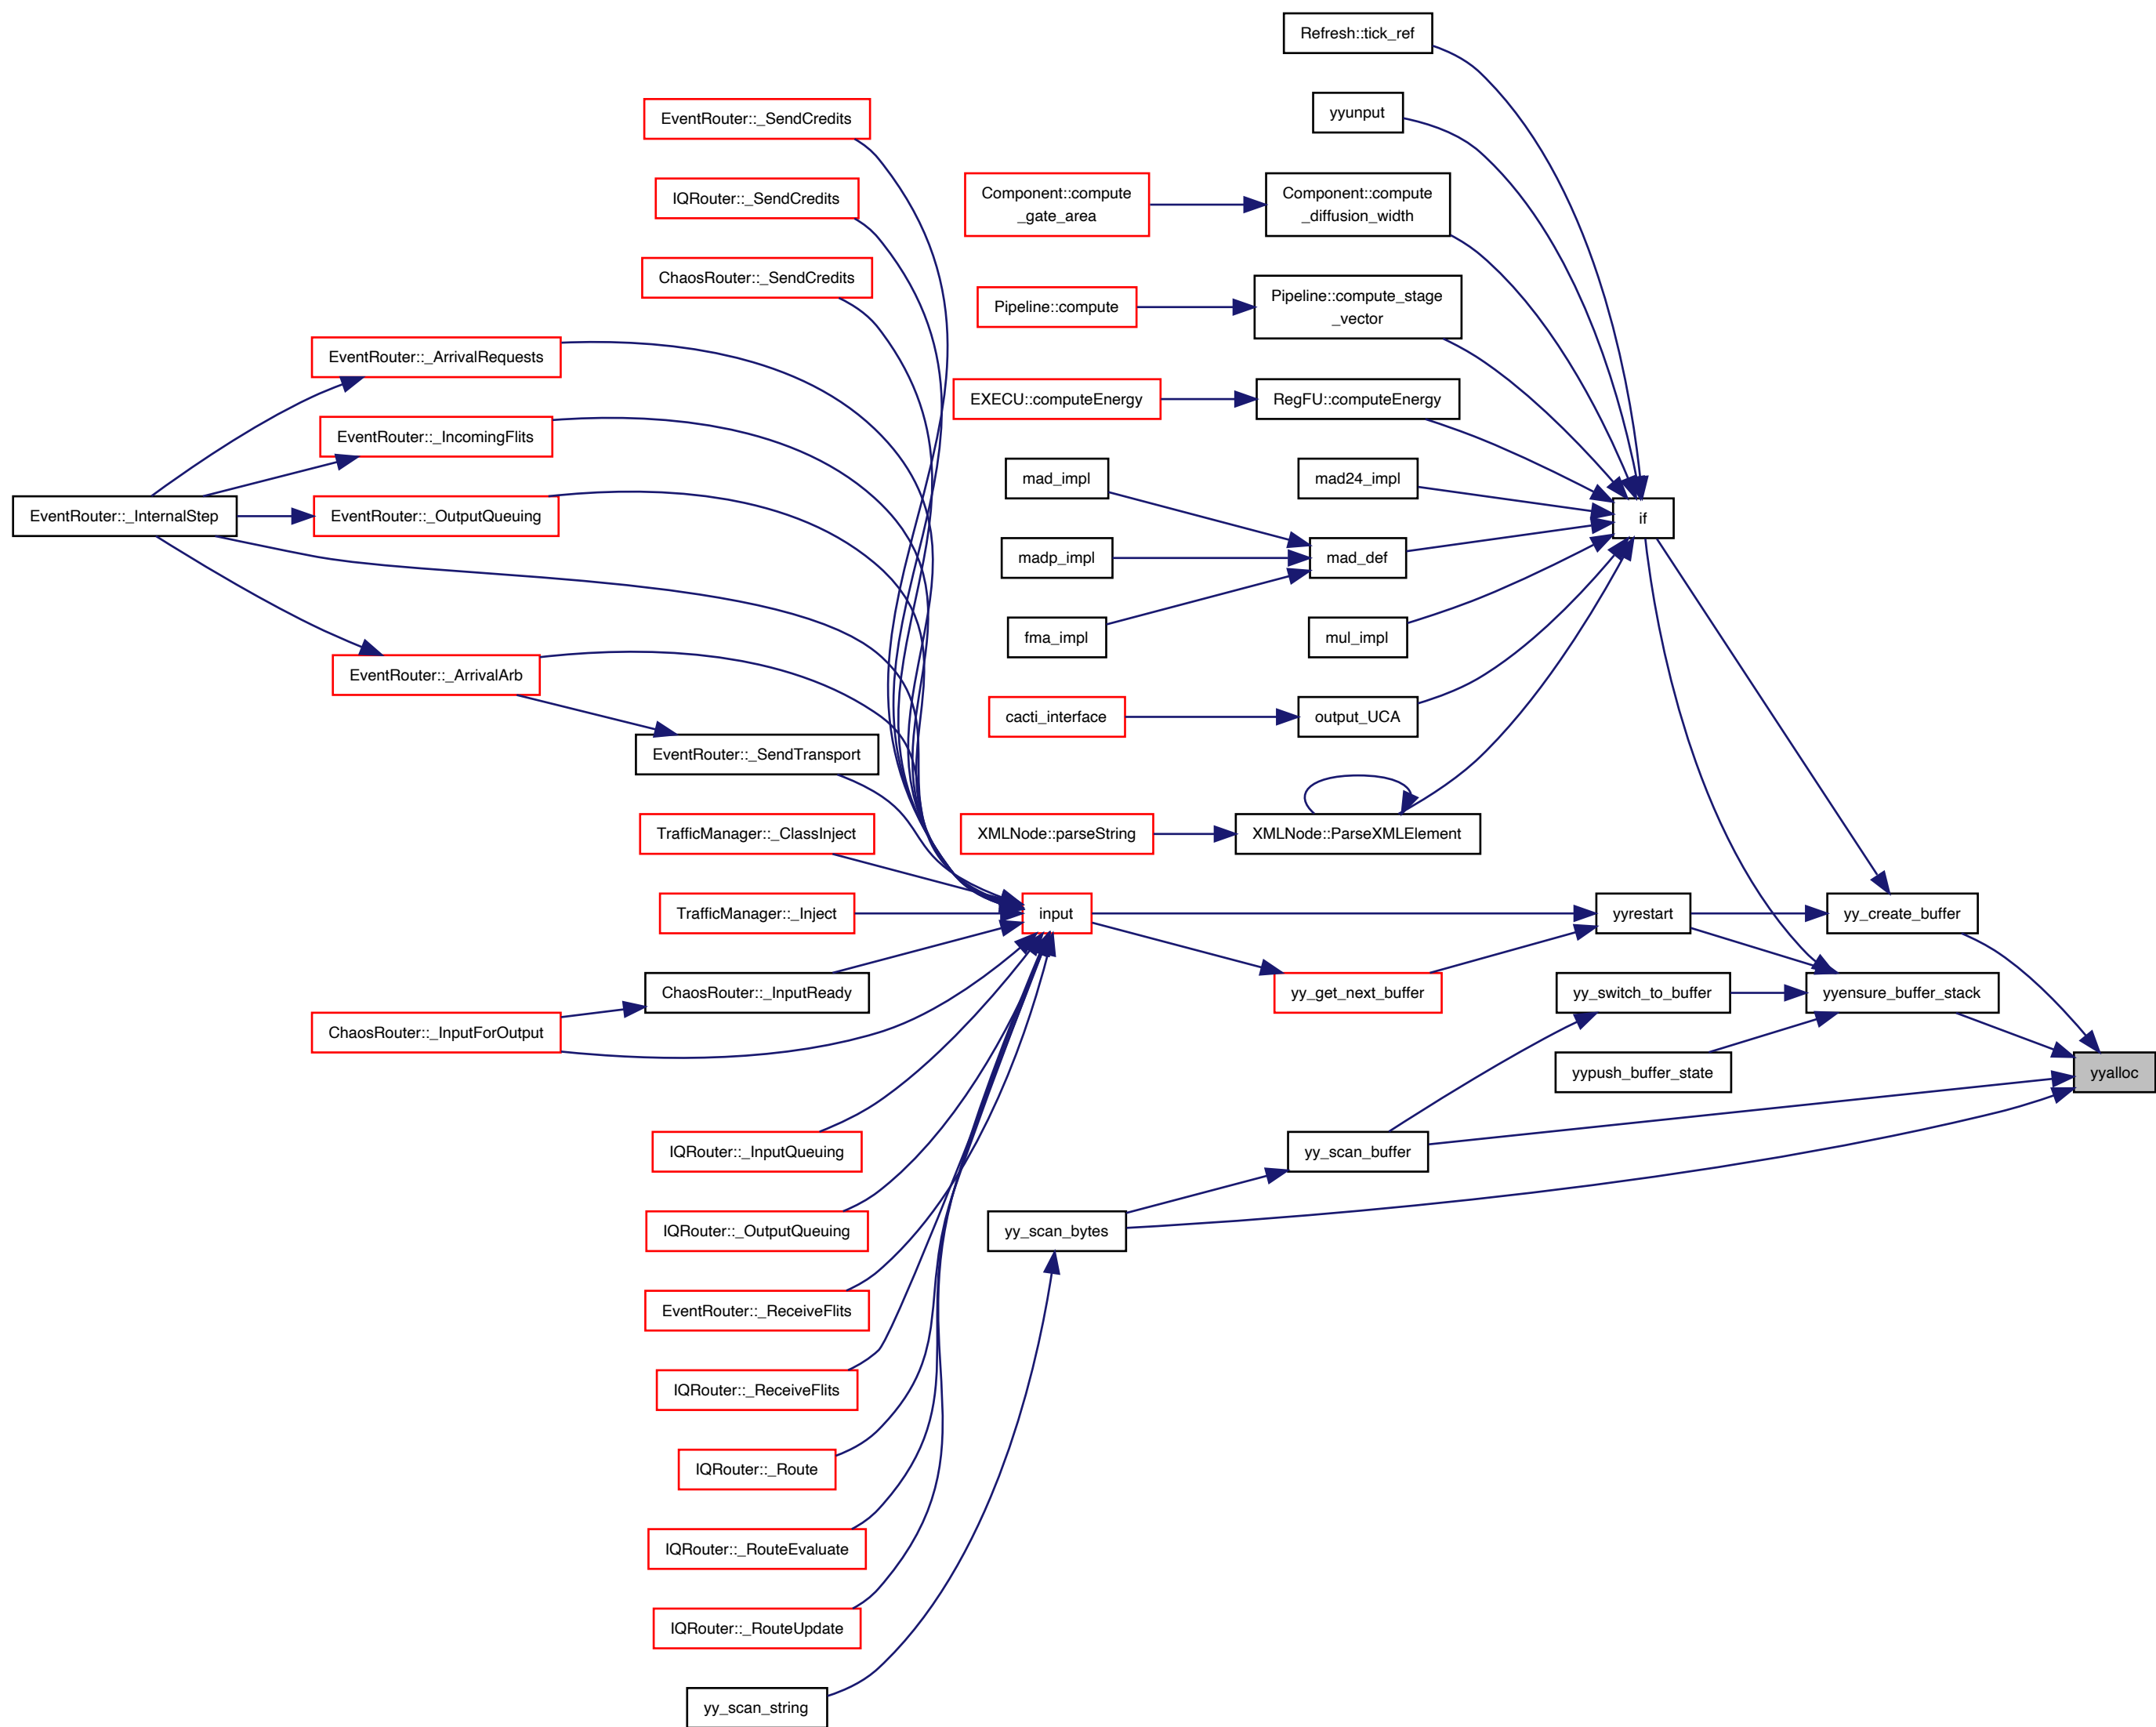 Refresh::tick_ref
yyunput
EventRouter::_SendCredits
IQRouter::_SendCredits
Component::compute
_gate_area
Component::compute
_diffusion_width
ChaosRouter::_SendCredits
Pipeline::compute
Pipeline::compute_stage
_vector
EventRouter::_ArrivalRequests
EXECU::computeEnergy
RegFU::computeEnergy
EventRouter::_IncomingFlits
mad_impl
mad24_impl
EventRouter::_InternalStep
EventRouter::_OutputQueuing
if
madp_impl
mad_def
fma_impl
mul_impl
EventRouter::_ArrivalArb
cacti_interface
output_UCA
EventRouter::_SendTransport
TrafficManager::_ClassInject
XMLNode::parseString
XMLNode::ParseXMLElement
TrafficManager::_Inject
input
yyrestart
yy_create_buffer
ChaosRouter::_InputReady
yy_get_next_buffer
yy_switch_to_buffer
yyensure_buffer_stack
ChaosRouter::_InputForOutput
yypush_buffer_state
yyalloc
IQRouter::_InputQueuing
yy_scan_buffer
IQRouter::_OutputQueuing
yy_scan_bytes
EventRouter::_ReceiveFlits
IQRouter::_ReceiveFlits
IQRouter::_Route
IQRouter::_RouteEvaluate
IQRouter::_RouteUpdate
yy_scan_string